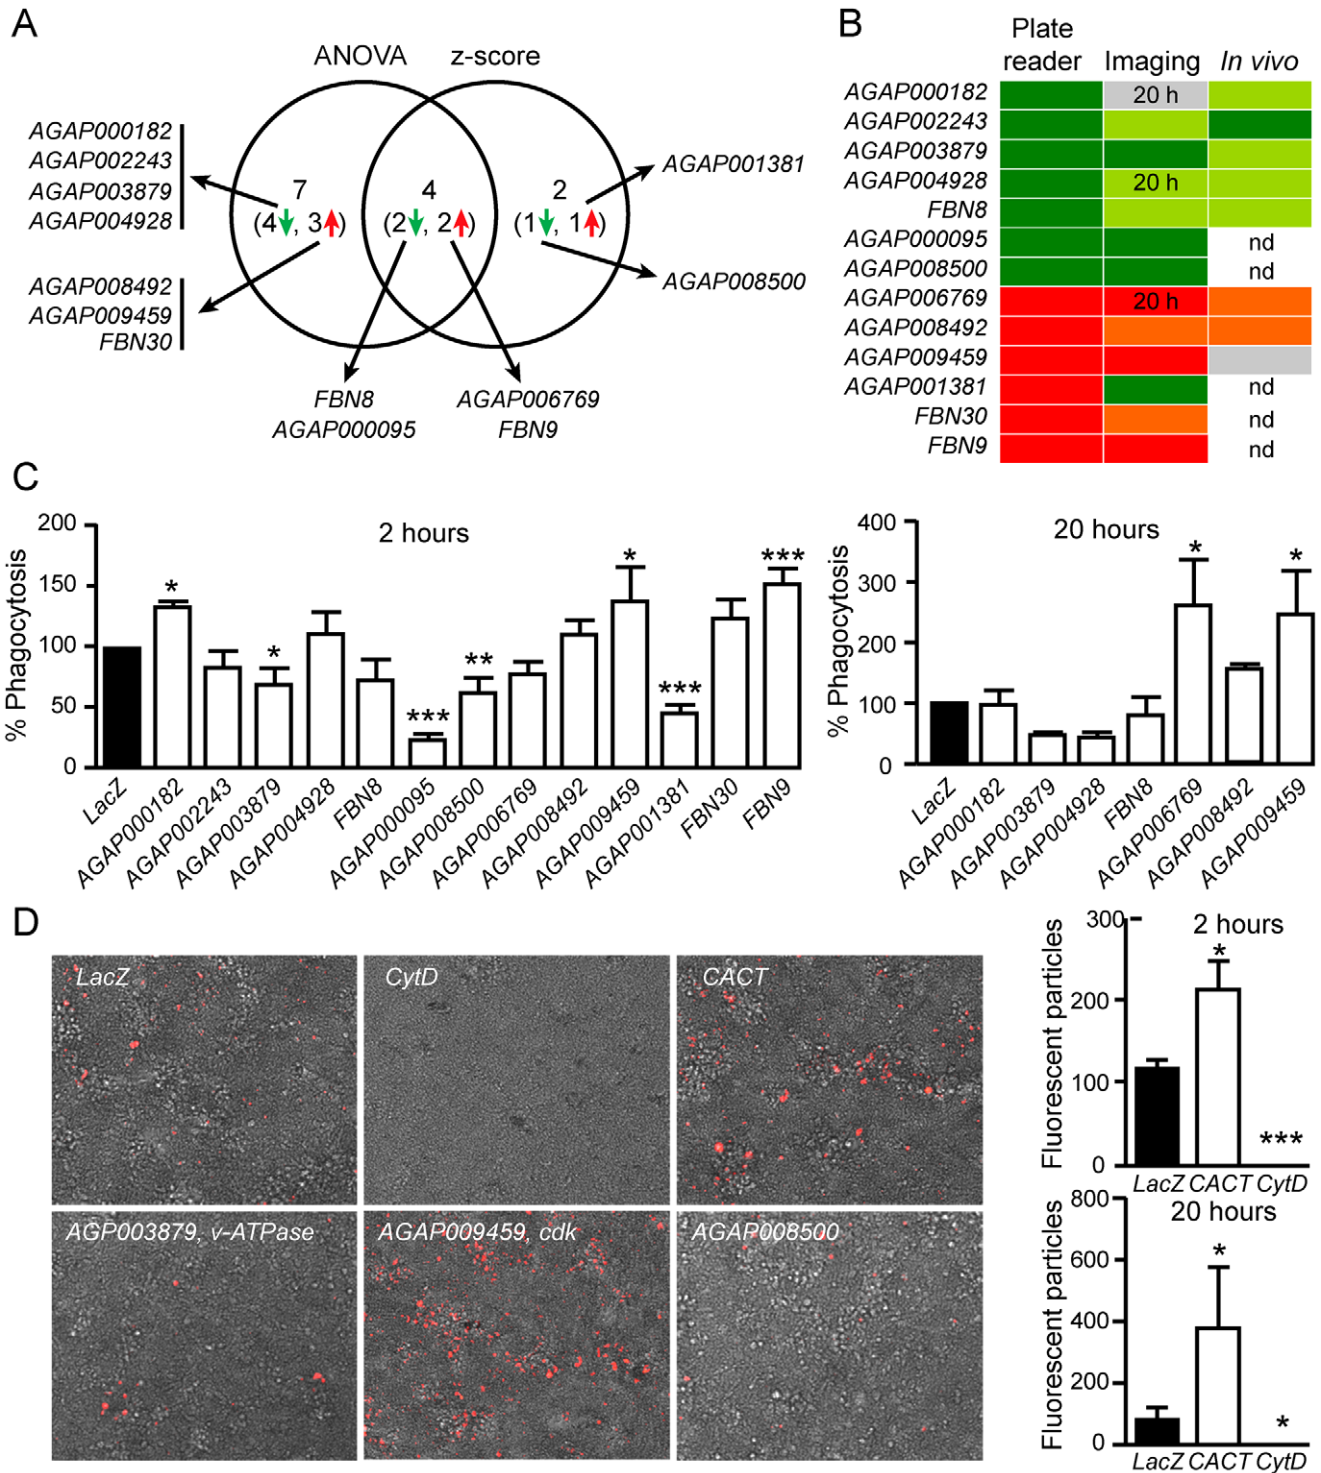 A
ANOVA
z-score
AGAP000182
AGAP002243
AGAP003879
AGAP004928
7
(4↓, 3↑)
4
(2↓, 2↑)
2
(1↓, 1↑)
AGAP001381
AGAP008500
AGAP008492
AGAP009459
FBN30
FBN8
AGAP000095
AGAP006769
FBN9
B
Plate
reader
Imaging
In vivo
AGAP000182
20 h
AGAP002243
AGAP003879
AGAP004928
20 h
FBN8
AGAP000095
nd
AGAP008500
nd
AGAP006769
20 h
AGAP008492
AGAP009459
AGAP001381
nd
FBN30
nd
FBN9
nd
C
2 hours
% Phagocytosis
200
150
100
50
0
*
*
***
**
*
***
***
LacZ
AGAP000182
AGAP002243
AGAP003879
AGAP004928
FBN8
AGAP000095
AGAP008500
AGAP006769
AGAP008492
AGAP009459
AGAP001381
FBN30
FBN9
20 hours
% Phagocytosis
400
300
200
100
0
*
*
LacZ
AGAP000182
AGAP003879
AGAP004928
FBN8
AGAP006769
AGAP008492
AGAP009459
D
LacZ
CytD
CACT
AGP003879, v-ATPase
AGAP009459, cdk
AGAP008500
2 hours
Fluorescent particles
300
200
100
0
*
***
LacZ CACT CytD
20 hours
Fluorescent particles
800
600
400
200
0
*
*
LacZ CACT CytD